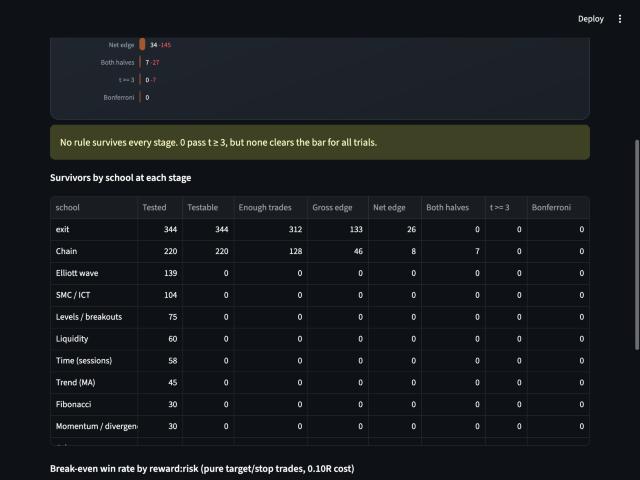 Deploy
Net edge 34 -145
Both halves 7 -27
t >= 3 0 -7
Bonferroni 0
No rule survives every stage. 0 pass t ≥ 3, but none clears the bar for all trials.
Survivors by school at each stage
school Tested Testable Enough trades Gross edge Net edge Both halves t >= 3 Bonferroni
exit 344 344 312 133 26 0 0 0
Chain 220 220 128 46 8 7 0 0
Elliott wave 139 0 0 0 0 0 0 0
SMC / ICT 104 0 0 0 0 0 0 0
Levels / breakouts 75 0 0 0 0 0 0 0
Liquidity 60 0 0 0 0 0 0 0
Time (sessions) 58 0 0 0 0 0 0 0
Trend (MA) 45 0 0 0 0 0 0 0
Fibonacci 30 0 0 0 0 0 0 0
Momentum / divergen 30 0 0 0 0 0 0 0
Break-even win rate by reward:risk (pure target/stop trades, 0.10R cost)